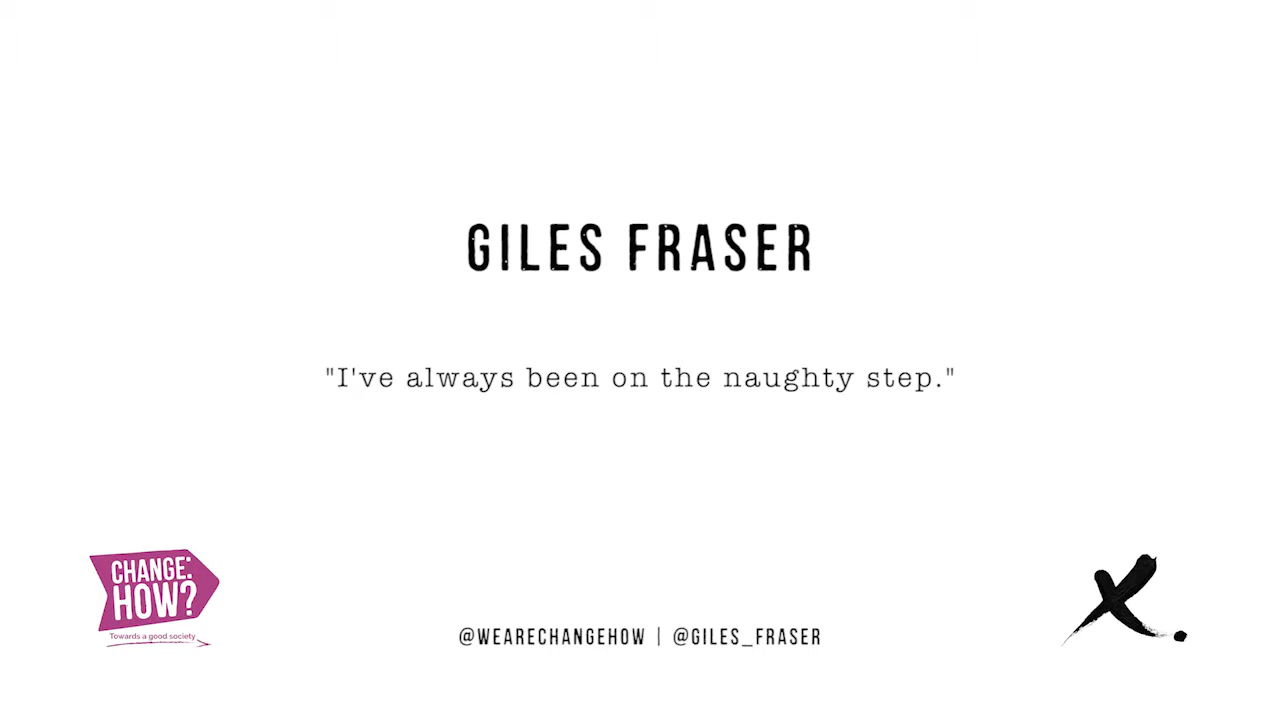 GILES FRASER
"I've always been on the naughty step."
CHANGE:
HOW?
Towards a good society
@WEARECHANGEHOW | @GILES_FRASER
x.